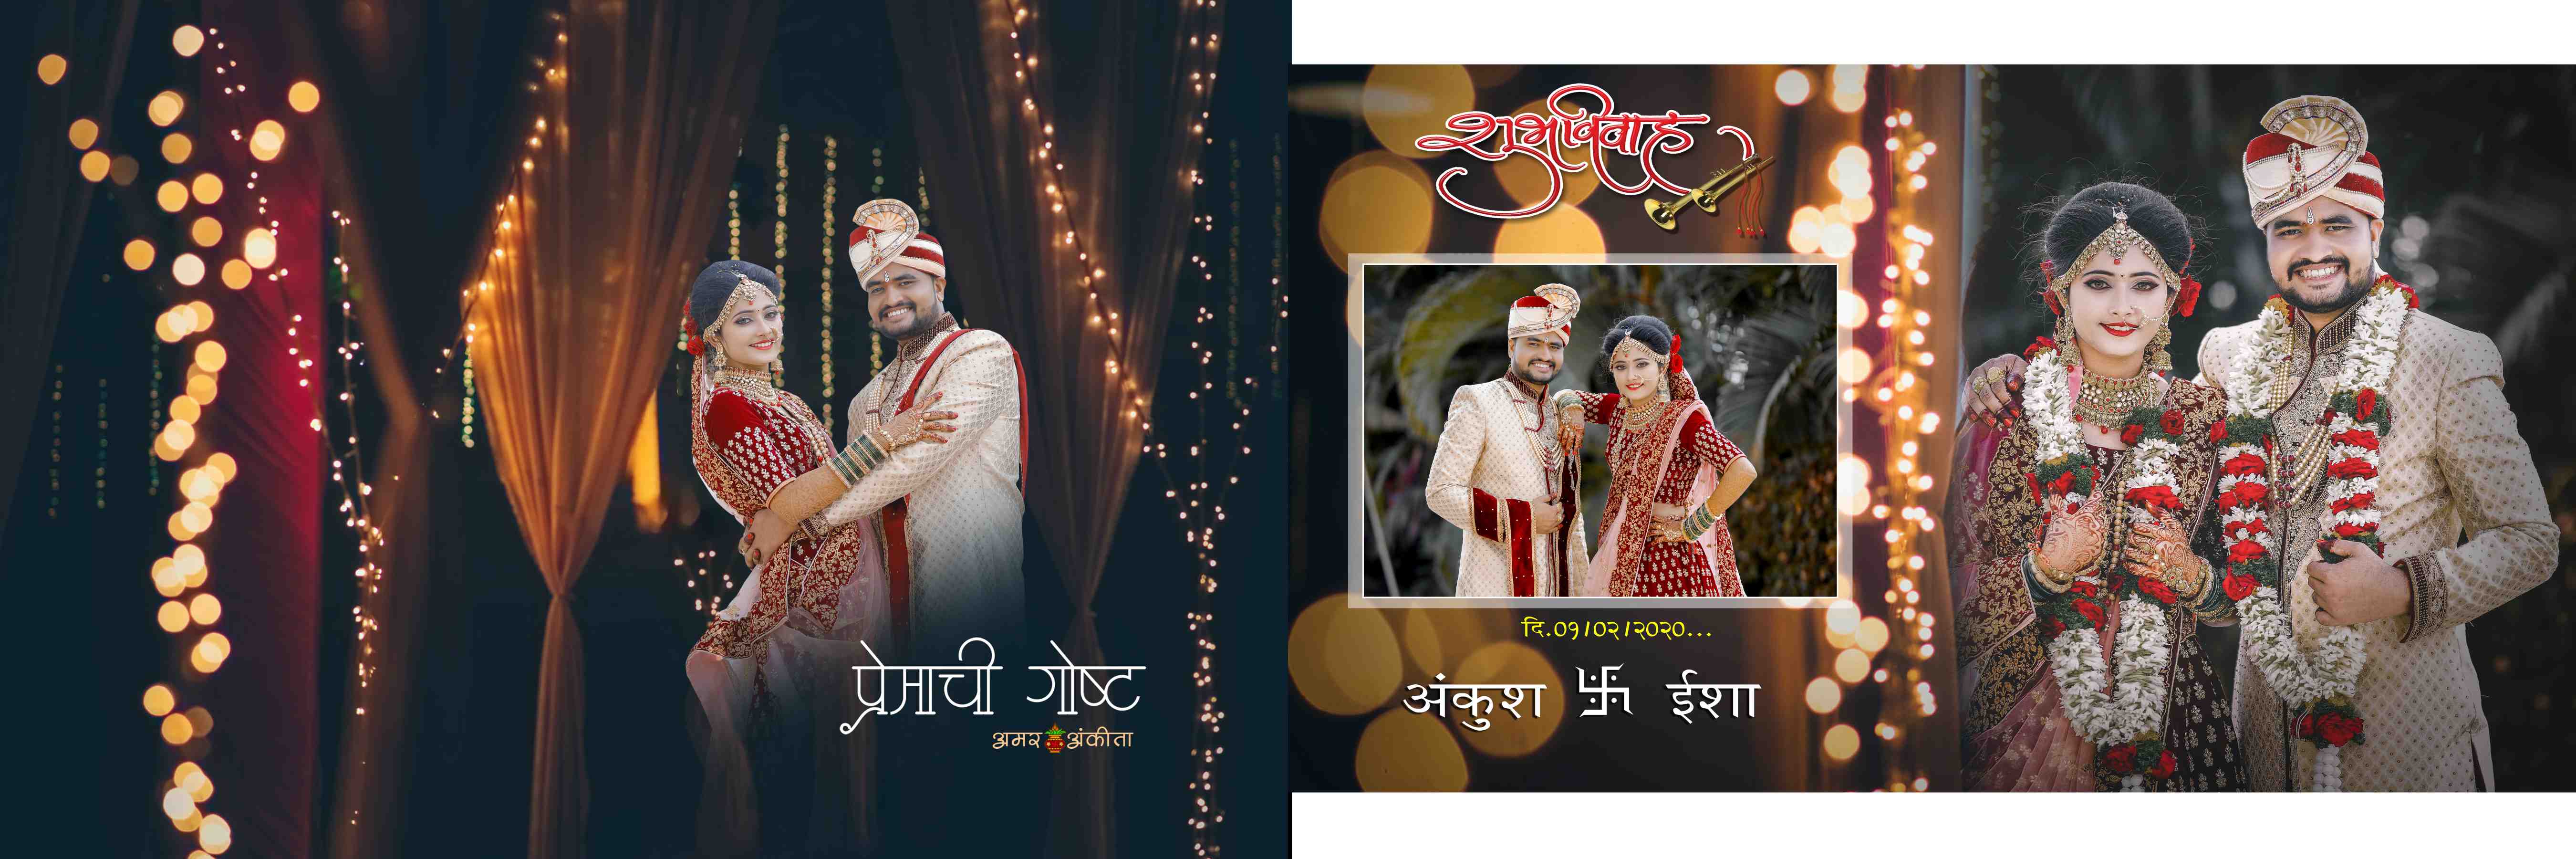 प्रेमाची गोष्ट
अमर अंकीता
शुभविवाह
दि.०१/०२/२०२०...
अंकुश 卐 ईशा